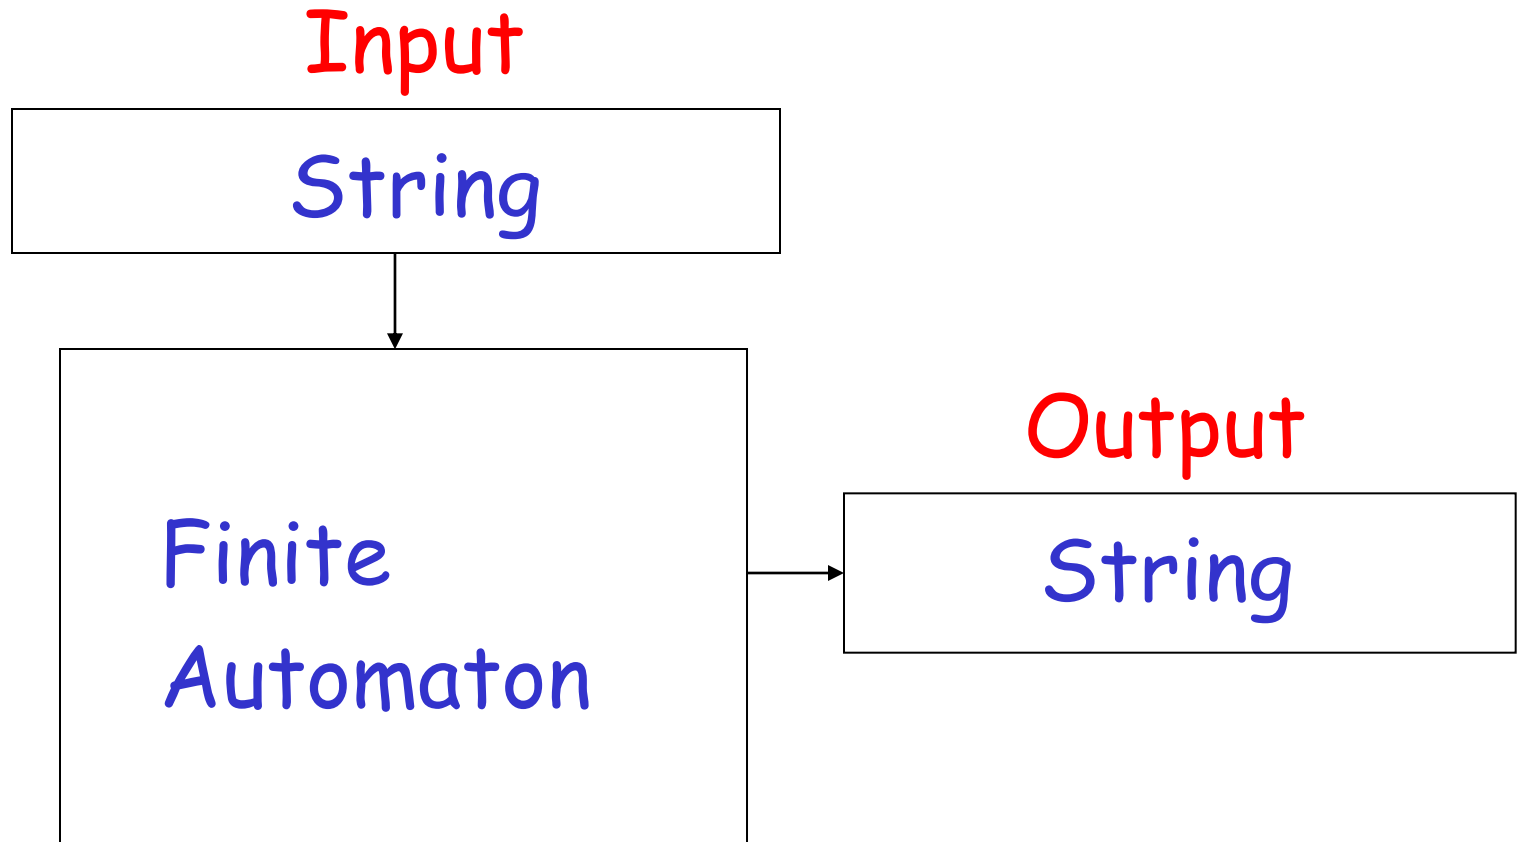 Input
String
Finite
Automaton
Output
String